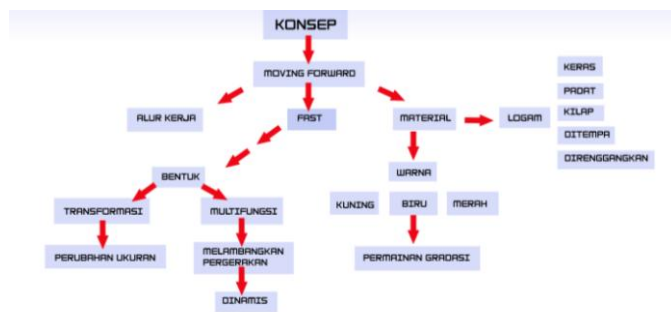 KONSEP
MOVING FORWARD
ALUR KERJA
FAST
MATERIAL
LOGAM
KERAS
PADAT
KILAP
DITEMPA
DIRENGGANGKAN
BENTUK
WARNA
TRANSFORMASI
MULTIFUNGSI
KUNING
BIRU
MERAH
PERUBAHAN UKURAN
MELAMBANGKAN
PERGERAKAN
PERMAINAN GRADASI
DINAMIS